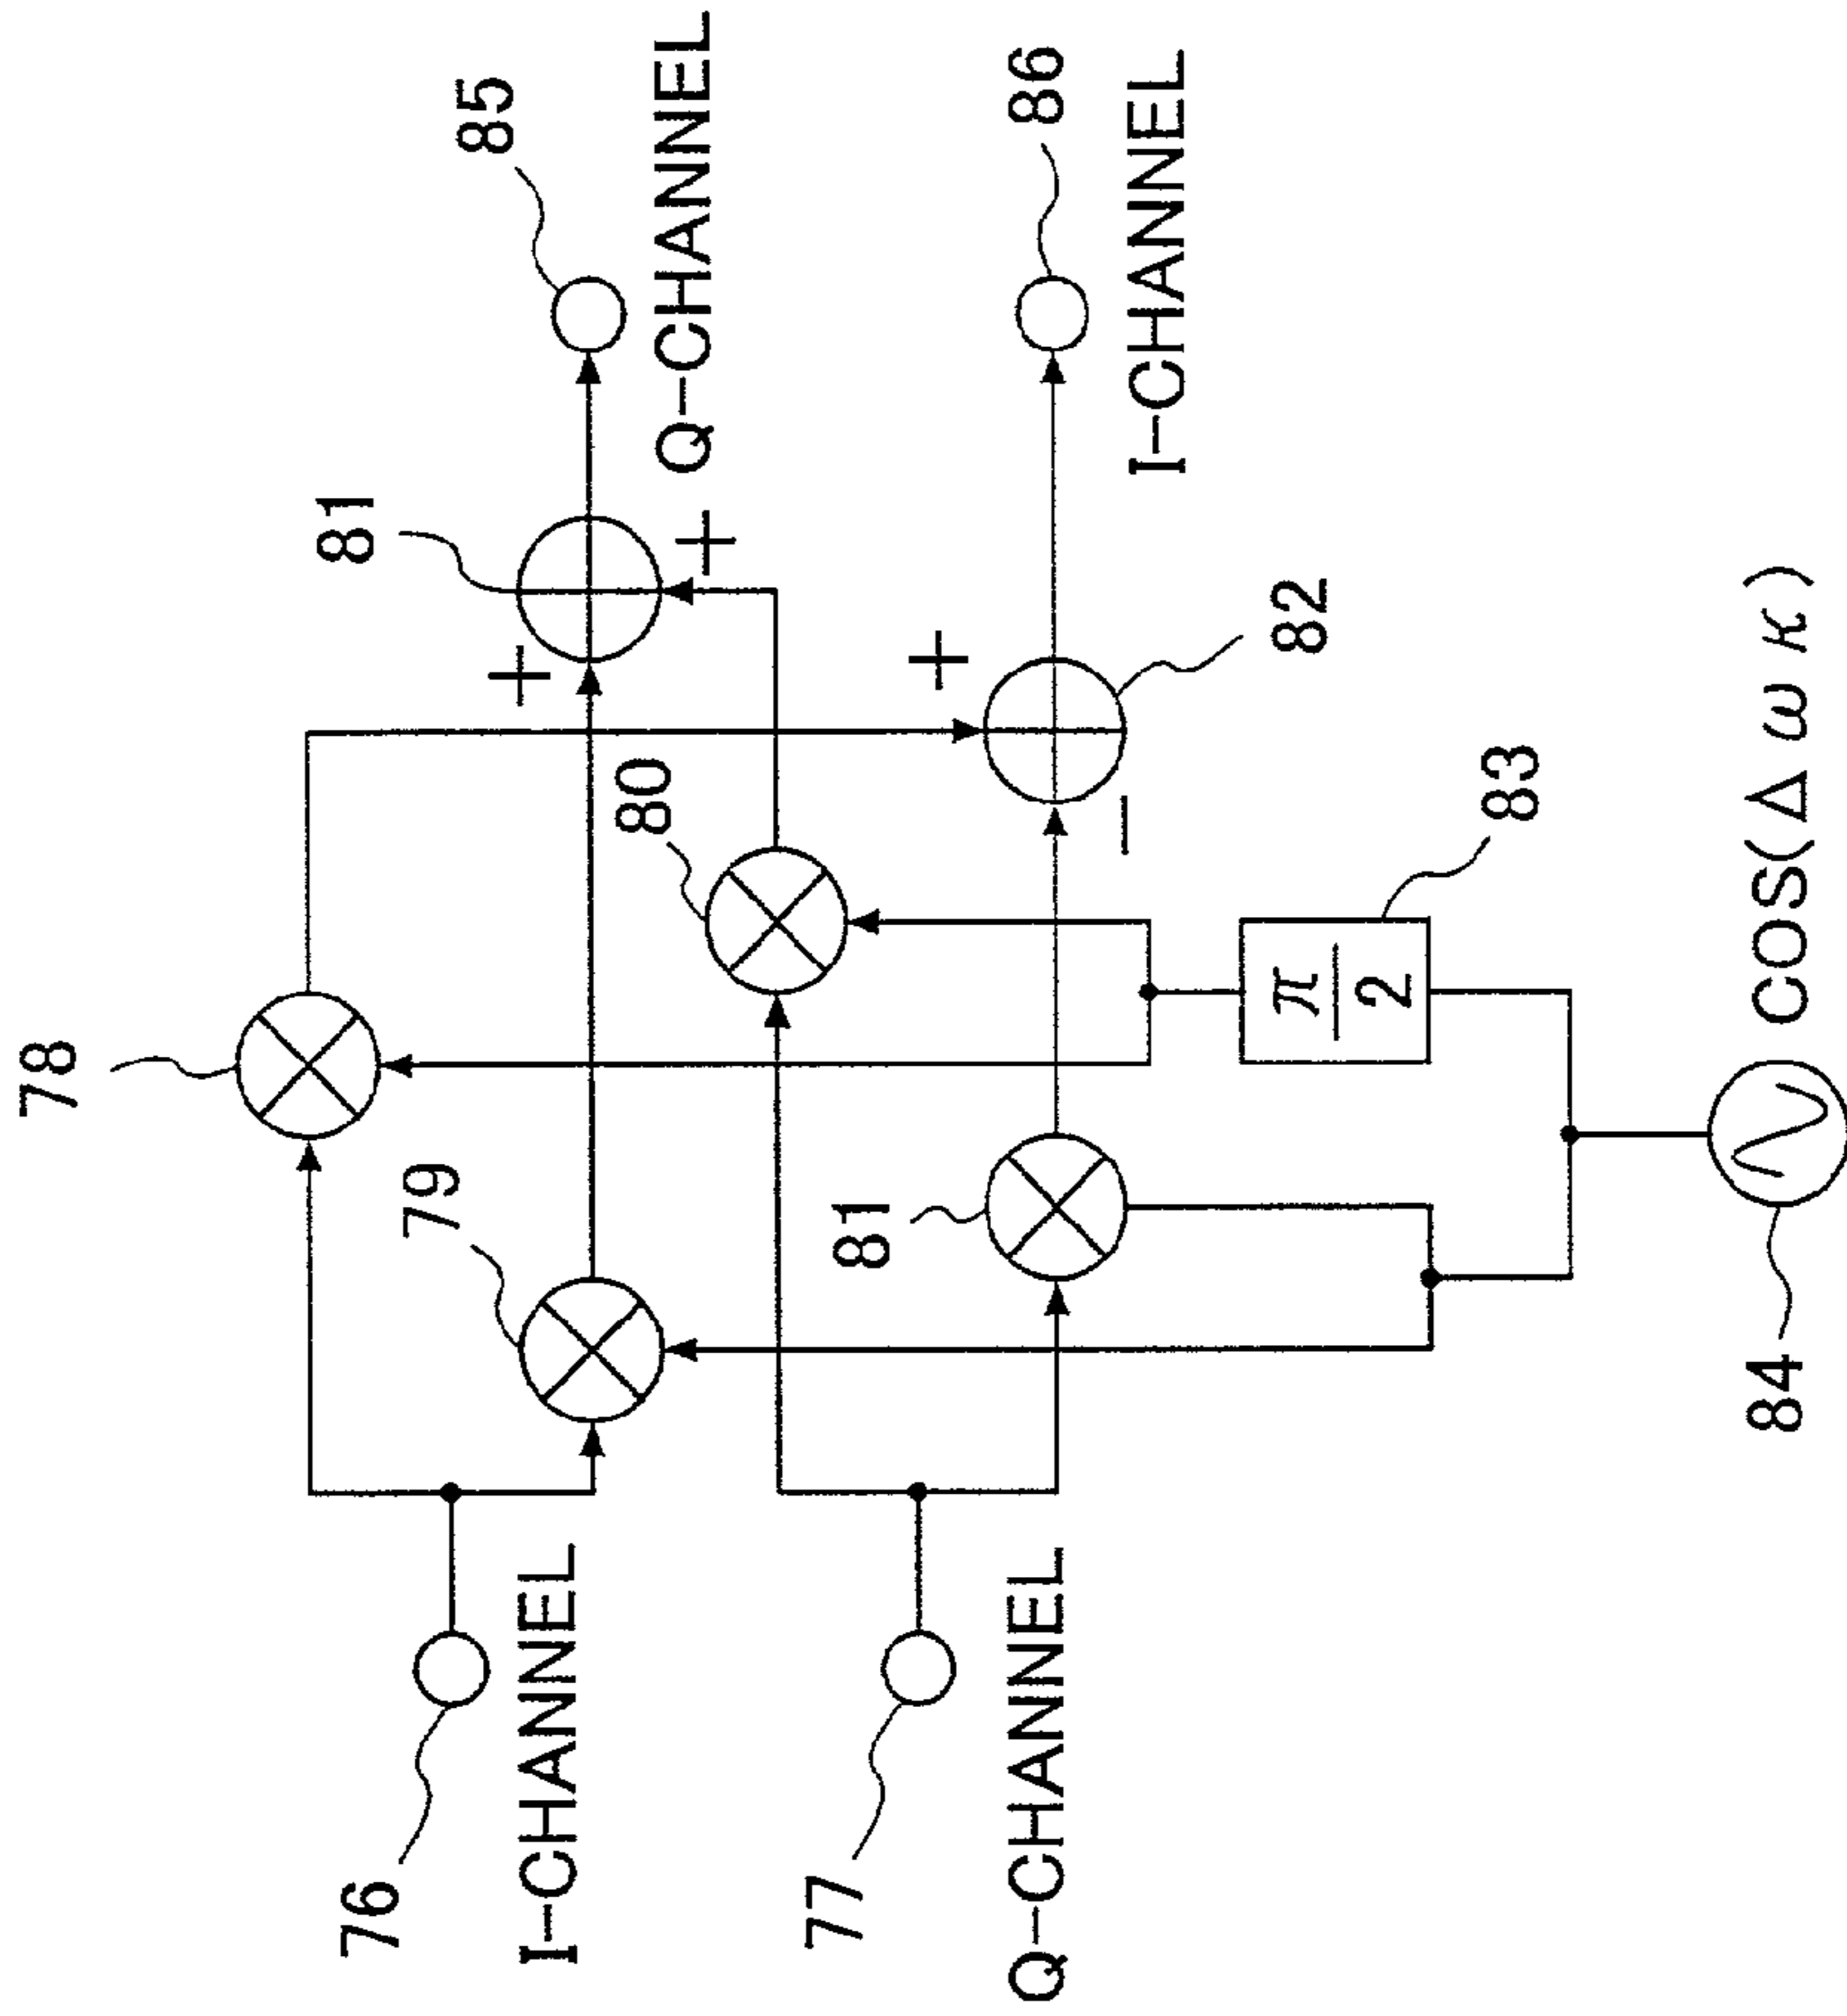 76
I-CHANNEL
77
Q-CHANNEL
78
79
80
81
81
82
+
+
+
−
85
Q-CHANNEL
86
I-CHANNEL
π
2
83
84
COS(Δωκ)